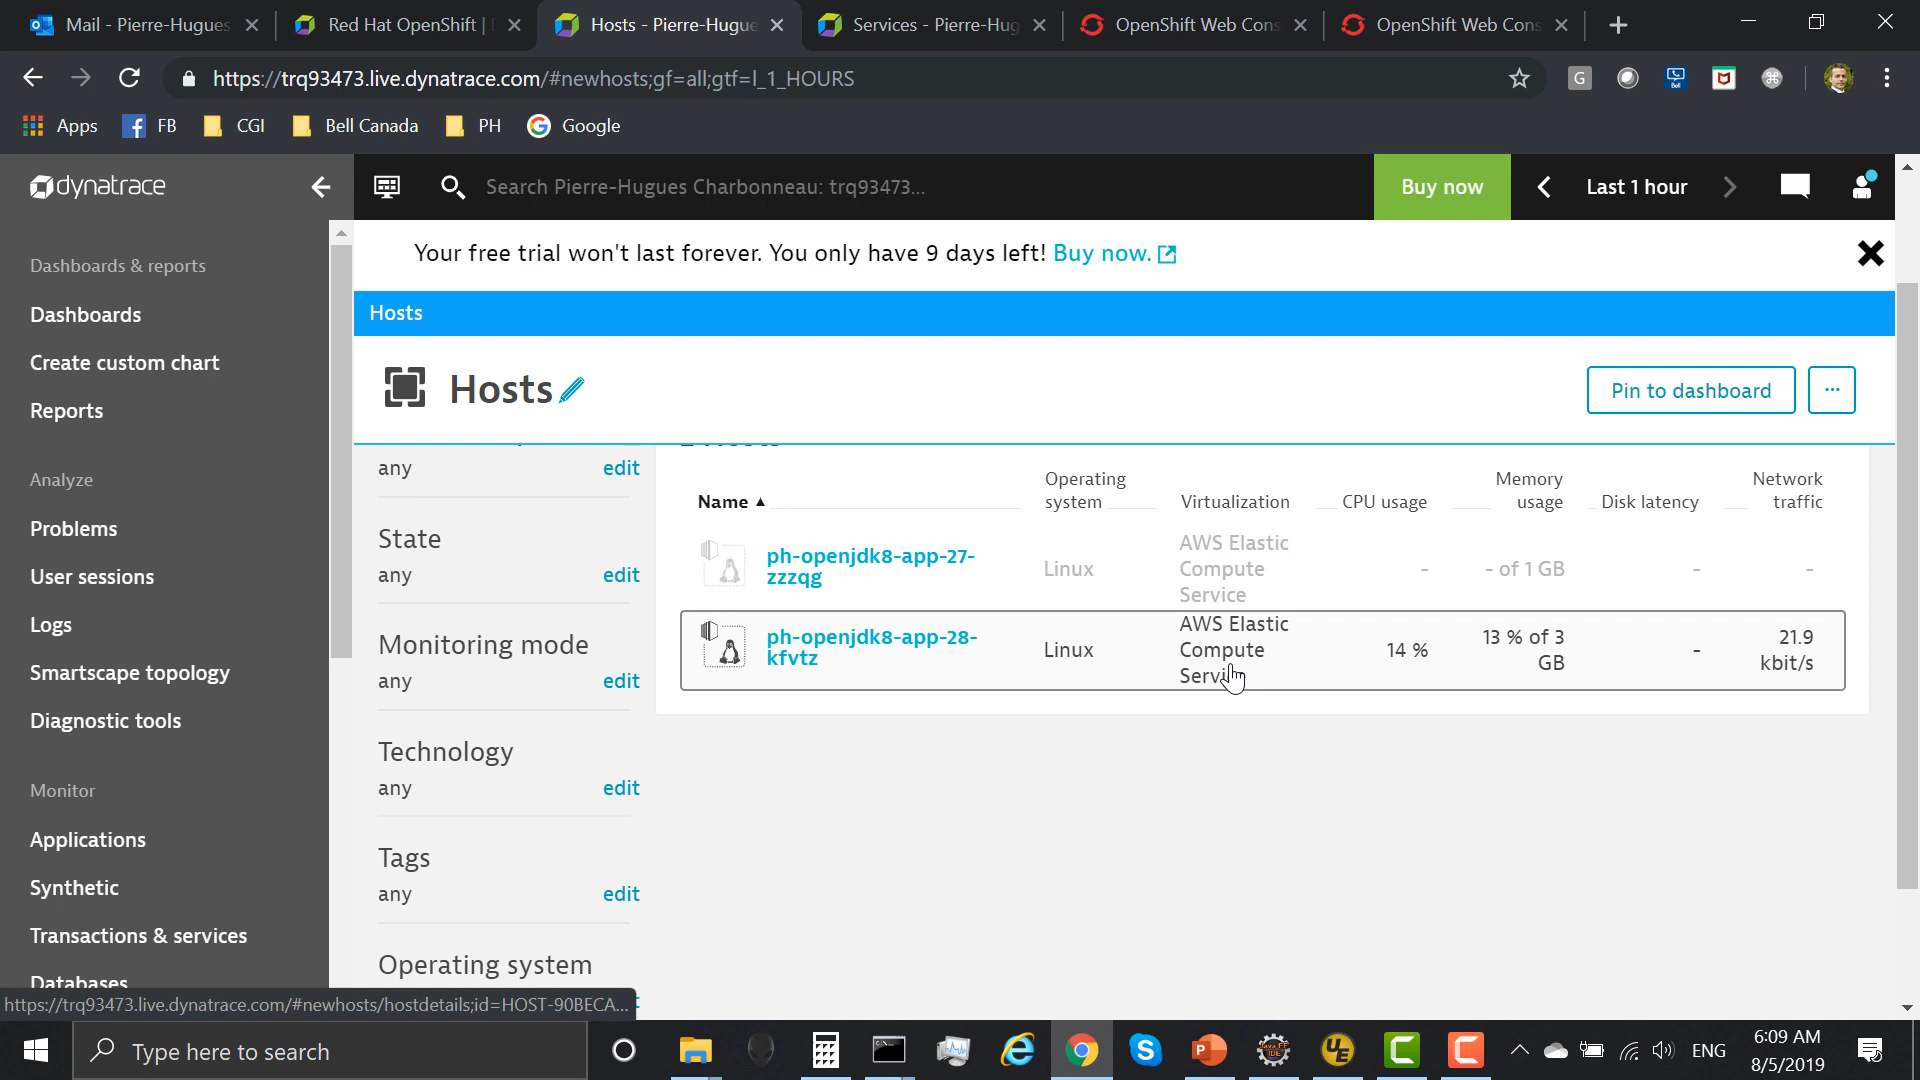 Mail - Pierre-Hugues
Red Hat OpenShift |
Hosts - Pierre-Hugue
Services - Pierre-Hug
OpenShift Web Cons
OpenShift Web Cons
https://trq93473.live.dynatrace.com/#newhosts;gf=all;gtf=l_1_HOURS
Apps
FB
CGI
Bell Canada
PH
Google
dynatrace
Search Pierre-Hugues Charbonneau: trq93473...
Buy now
Last 1 hour
Your free trial won't last forever. You only have 9 days left! Buy now.
Hosts
Hosts
Pin to dashboard
...
Dashboards & reports
Dashboards
Create custom chart
Reports
Analyze
Problems
User sessions
Logs
Smartscape topology
Diagnostic tools
Monitor
Applications
Synthetic
Transactions & services
Databases
any edit
State
any edit
Monitoring mode
any edit
Technology
any edit
Tags
any edit
Operating system
Name ▲
Operating
system
Virtualization
CPU usage
Memory
usage
Disk latency
Network
traffic
ph-openjdk8-app-27-
zzzqg
Linux
AWS Elastic
Compute
Service
-
- of 1 GB
-
-
ph-openjdk8-app-28-
kfvtz
Linux
AWS Elastic
Compute
Service
14 %
13 % of 3
GB
-
21.9
kbit/s
https://trq93473.live.dynatrace.com/#newhosts/hostdetails;id=HOST-90BECA...
Type here to search
ENG
6:09 AM
8/5/2019